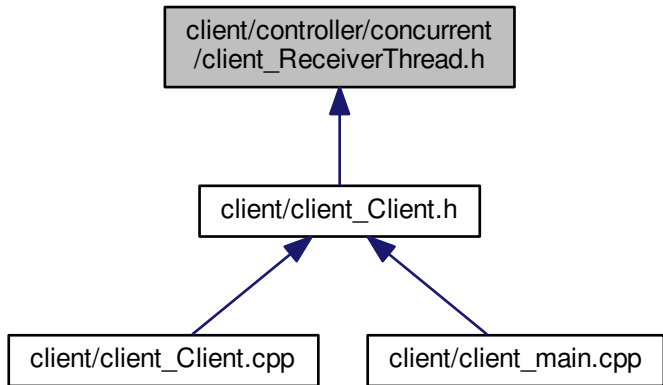 client/controller/concurrent
/client_ReceiverThread.h
client/client_Client.h
client/client_Client.cpp
client/client_main.cpp